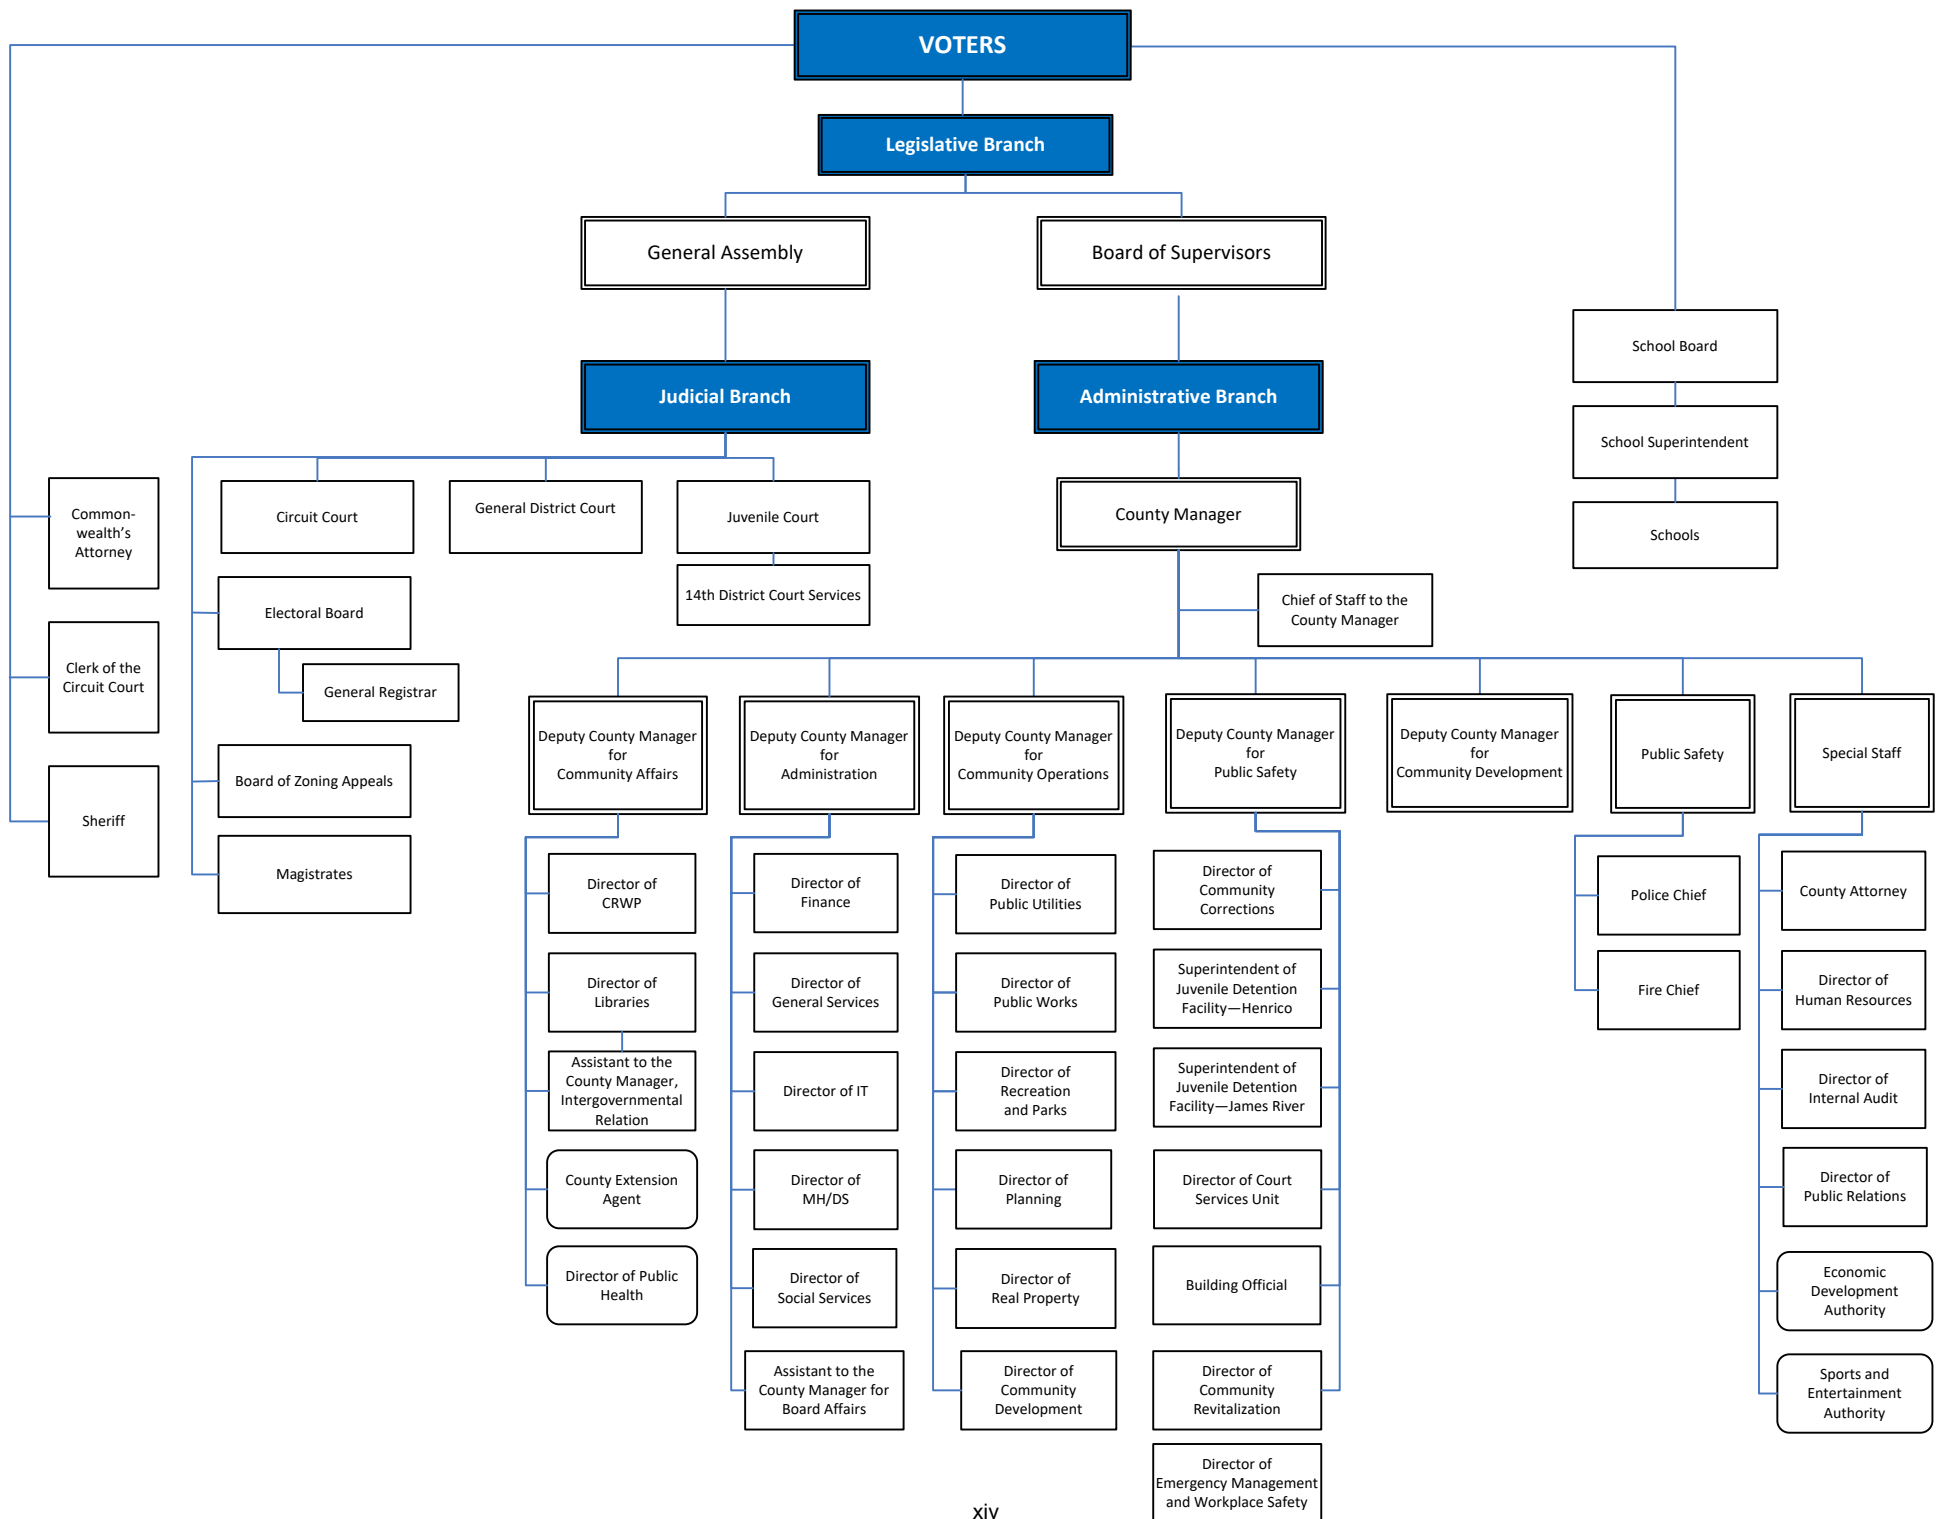 VOTERS
Legislative Branch
General Assembly
Board of Supervisors
School Board
Judicial Branch
Administrative Branch
School Superintendent
Schools
Common-
wealth's
Attorney
Clerk of the
Circuit Court
Sheriff
Circuit Court
General District Court
Juvenile Court
14th District Court Services
Electoral Board
General Registrar
Board of Zoning Appeals
Magistrates
County Manager
Chief of Staff to the
County Manager
Deputy County Manager
for
Community Affairs
Deputy County Manager
for
Administration
Deputy County Manager
for
Community Operations
Deputy County Manager
for
Public Safety
Deputy County Manager
for
Community Development
Public Safety
Special Staff
Director of
CRWP
Director of
Libraries
Assistant to the
County Manager,
Intergovernmental
Relation
County Extension
Agent
Director of Public
Health
Director of
Finance
Director of
General Services
Director of IT
Director of
MH/DS
Director of
Social Services
Assistant to the
County Manager for
Board Affairs
Director of
Public Utilities
Director of
Public Works
Director of
Recreation
and Parks
Director of
Planning
Director of
Real Property
Director of
Community
Development
Director of
Community
Corrections
Superintendent of
Juvenile Detention
Facility—Henrico
Superintendent of
Juvenile Detention
Facility—James River
Director of Court
Services Unit
Building Official
Director of
Community
Revitalization
Director of
Emergency Management
and Workplace Safety
Police Chief
Fire Chief
County Attorney
Director of
Human Resources
Director of
Internal Audit
Director of
Public Relations
Economic
Development
Authority
Sports and
Entertainment
Authority
xiv